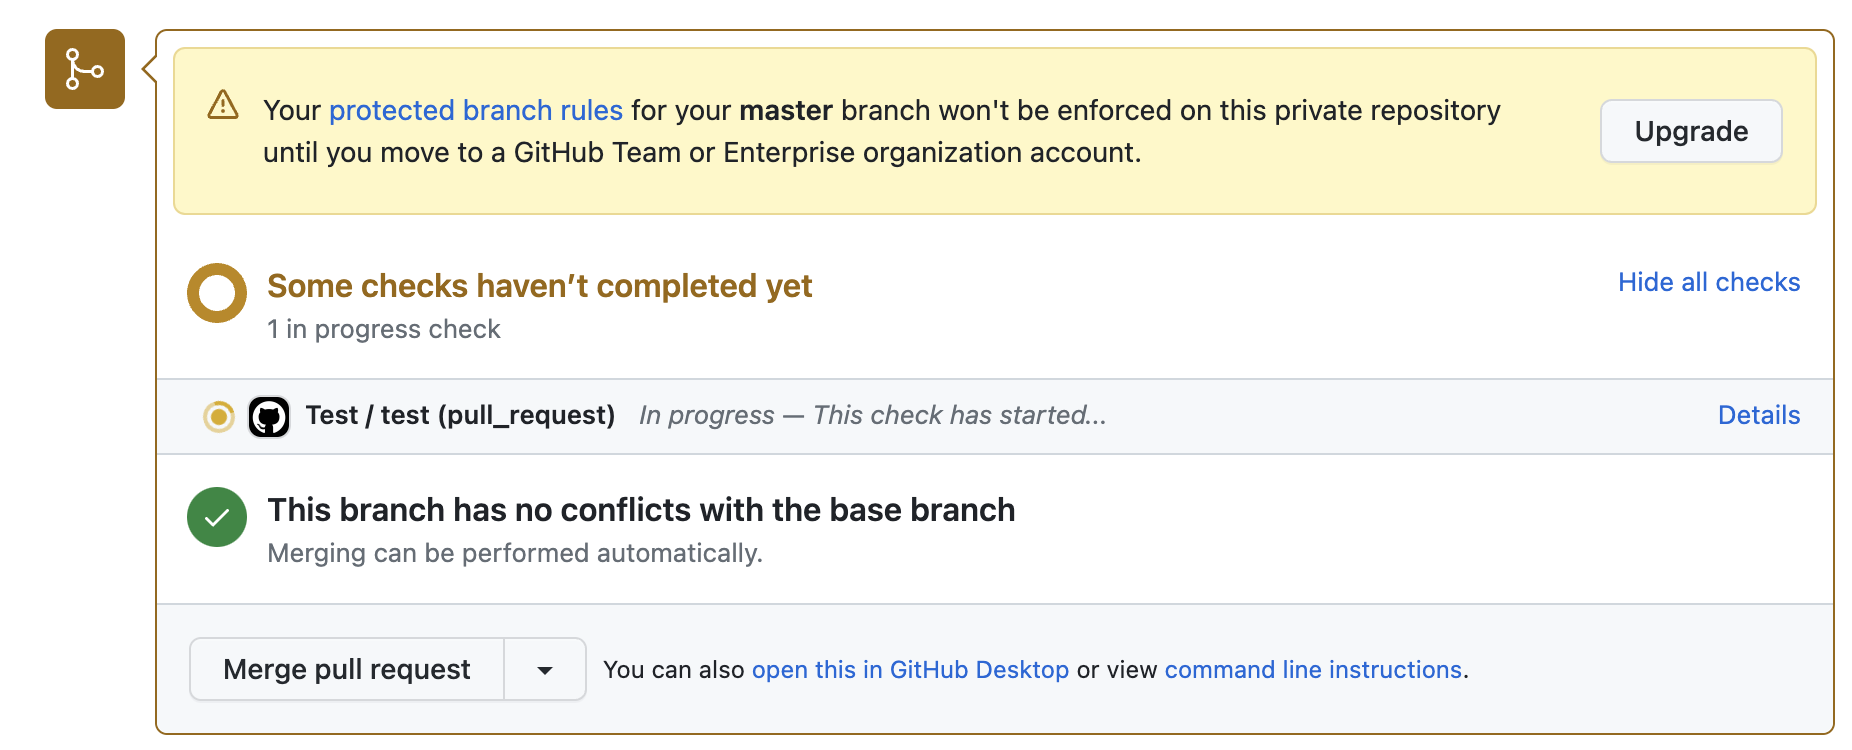 Your protected branch rules for your master branch won't be enforced on this private repository
until you move to a GitHub Team or Enterprise organization account.
Upgrade
Some checks haven’t completed yet
Hide all checks
1 in progress check
Test / test (pull_request) In progress — This check has started...
Details
This branch has no conflicts with the base branch
Merging can be performed automatically.
Merge pull request
You can also open this in GitHub Desktop or view command line instructions.